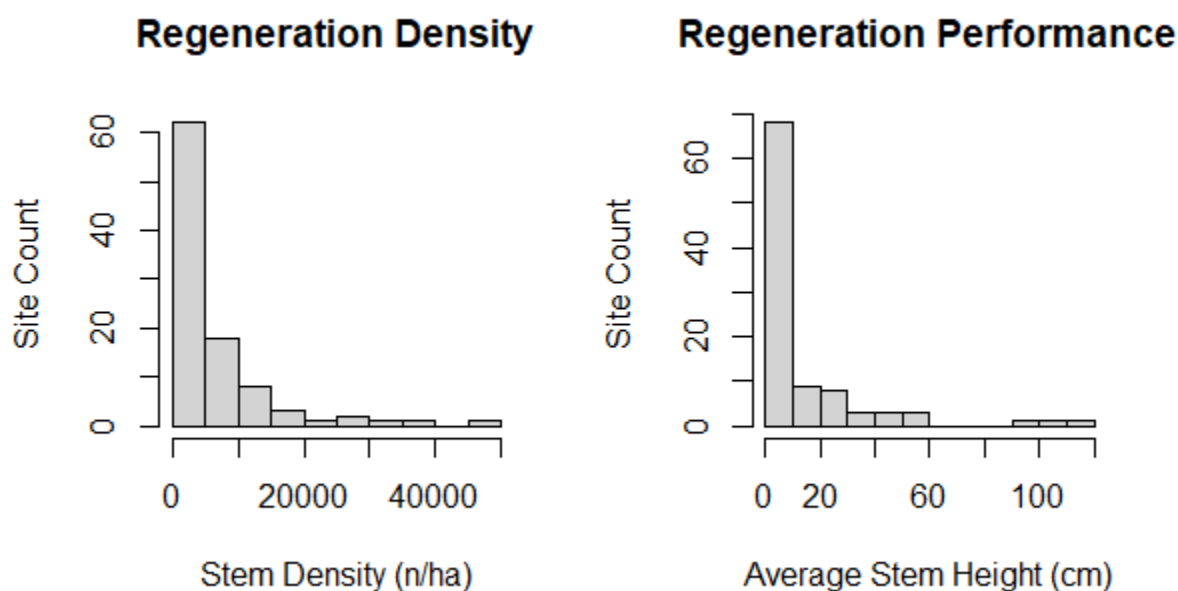 Regeneration Density
Site Count
60
40
20
0
0 20000 40000
Stem Density (n/ha)
Regeneration Performance
Site Count
60
40
20
0
0 20 60 100
Average Stem Height (cm)